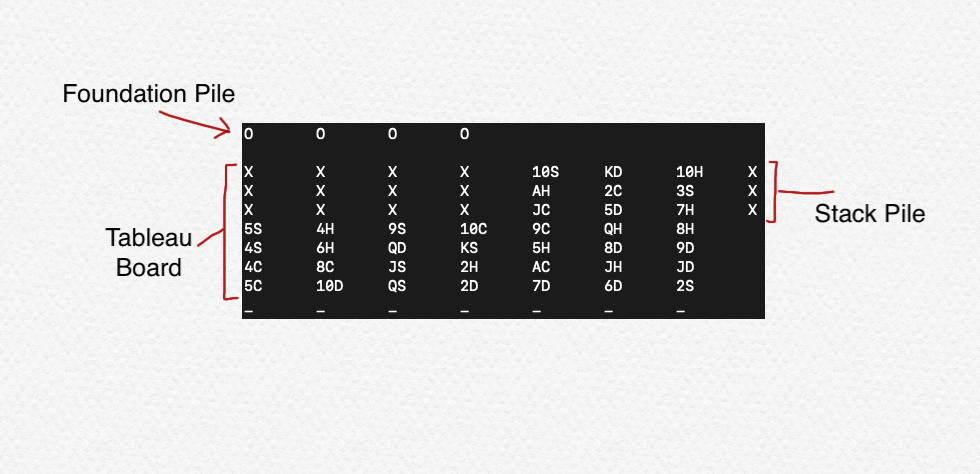 Foundation Pile
O O O O
X X X X 10S KD 10H X
X X X X AH 2C 3S X
X X X X JC 5D 7H X
5S 4H 9S 10C 9C QH 8H
4S 6H QD KS 5H 8D 9D
4C 8C JS 2H AC JH JD
5C 10D QS 2D 7D 6D 2S
_ _ _ _ _ _ _
Tableau
Board
Stack Pile